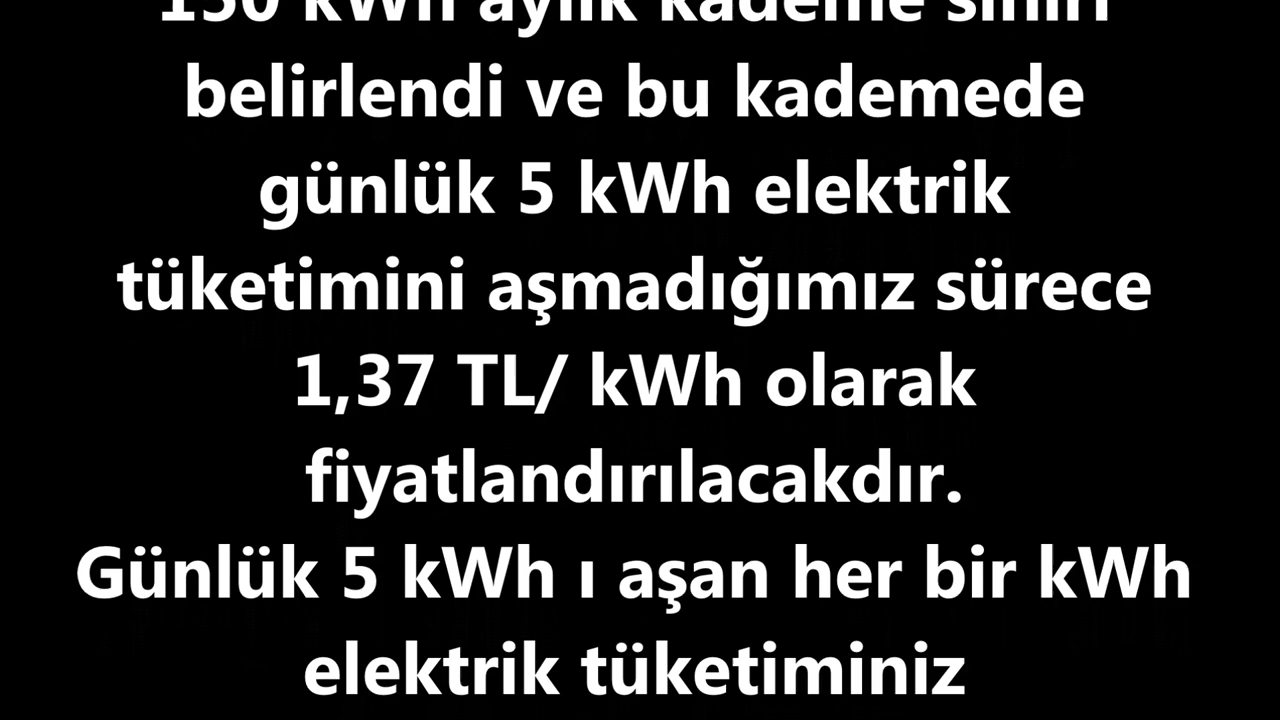 150 kWh aylık kademe sınırı
belirlendi ve bu kademede
günlük 5 kWh elektrik
tüketimini aşmadığımız sürece
1,37 TL/ kWh olarak
fiyatlandırılacakdır.
Günlük 5 kWh ı aşan her bir kWh
elektrik tüketiminiz